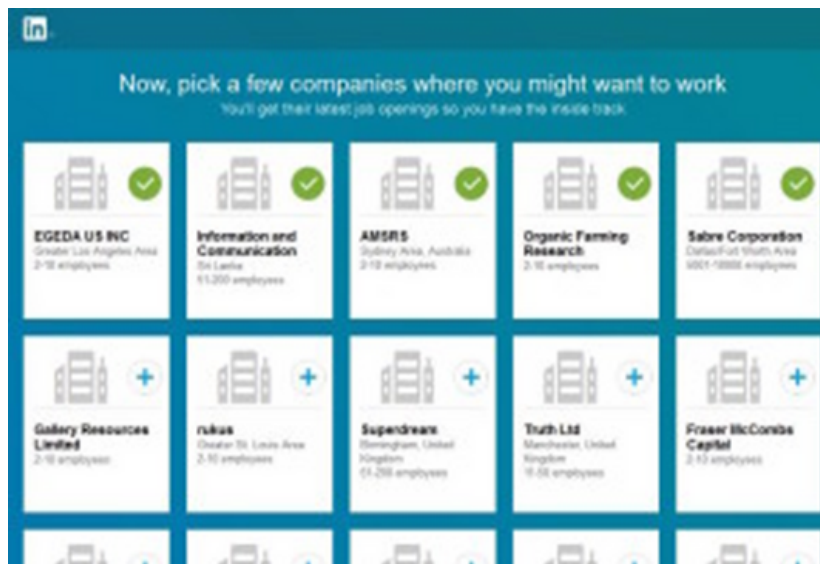 in
Now, pick a few companies where you might want to work
You'll get their latest job openings so you have the inside track
EGEDA US INC
Greater Los Angeles Area
2-10 employees
Information and
Communication
Sri Lanka
51-200 employees
AMSRS
Sydney Area, Australia
2-10 employees
Organic Farming
Research
2-10 employees
Sabre Corporation
Dallas/Fort Worth Area
5001-10000 employees
Gallery Resources
Limited
2-10 employees
rukus
Greater St. Louis Area
2-10 employees
Superdream
Birmingham, United
Kingdom
51-200 employees
Truth Ltd
Manchester, United
Kingdom
11-50 employees
Fraser McCombs
Capital
2-10 employees